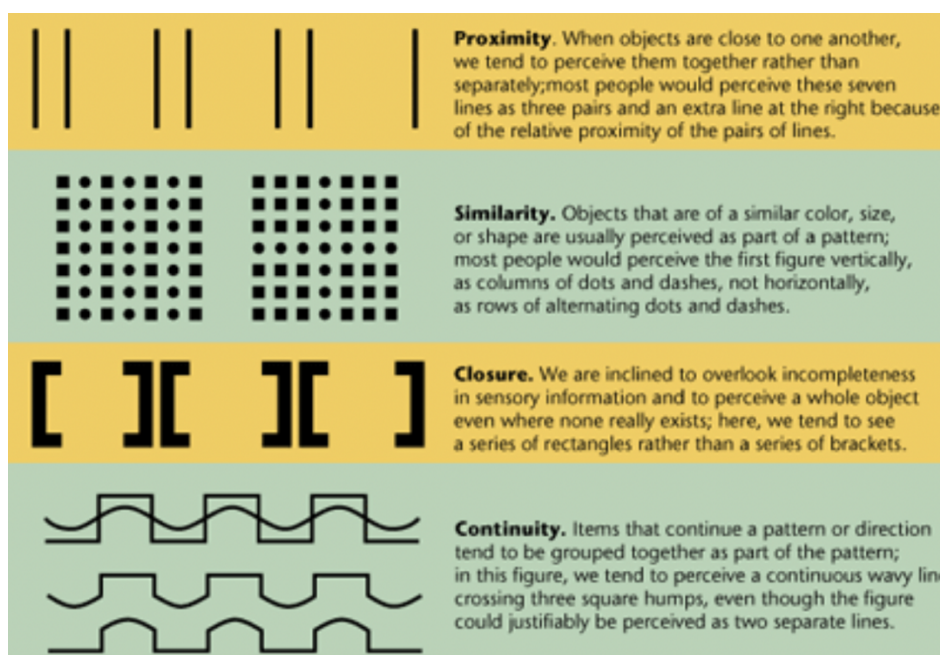 Proximity. When objects are close to one another,
we tend to perceive them together rather than
separately;most people would perceive these seven
lines as three pairs and an extra line at the right because
of the relative proximity of the pairs of lines.
Similarity. Objects that are of a similar color, size,
or shape are usually perceived as part of a pattern;
most people would perceive the first figure vertically,
as columns of dots and dashes, not horizontally,
as rows of alternating dots and dashes.
Closure. We are inclined to overlook incompleteness
in sensory information and to perceive a whole object
even where none really exists; here, we tend to see
a series of rectangles rather than a series of brackets.
Continuity. Items that continue a pattern or direction
tend to be grouped together as part of the pattern;
in this figure, we tend to perceive a continuous wavy lin
crossing three square humps, even though the figure
could justifiably be perceived as two separate lines.